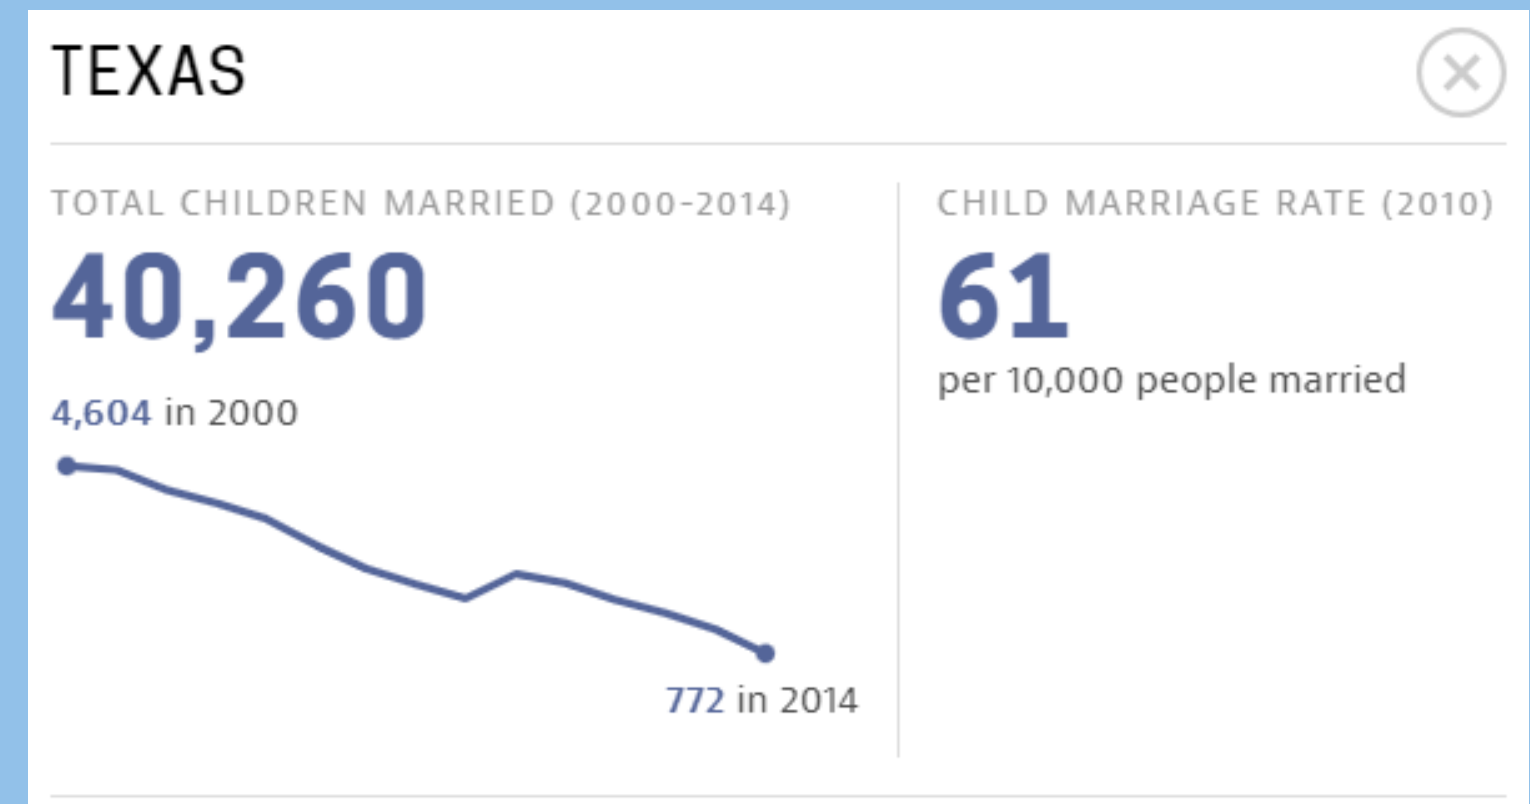 TEXAS
TOTAL CHILDREN MARRIED (2000-2014)
40,260
4,604 in 2000
772 in 2014
CHILD MARRIAGE RATE (2010)
61
per 10,000 people married